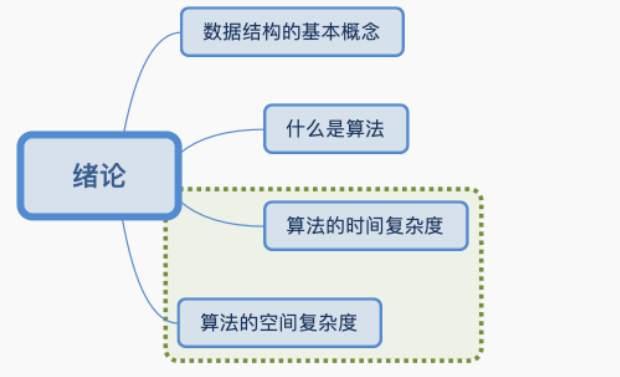 数据结构的基本概念
什么是算法
绪论
算法的时间复杂度
算法的空间复杂度